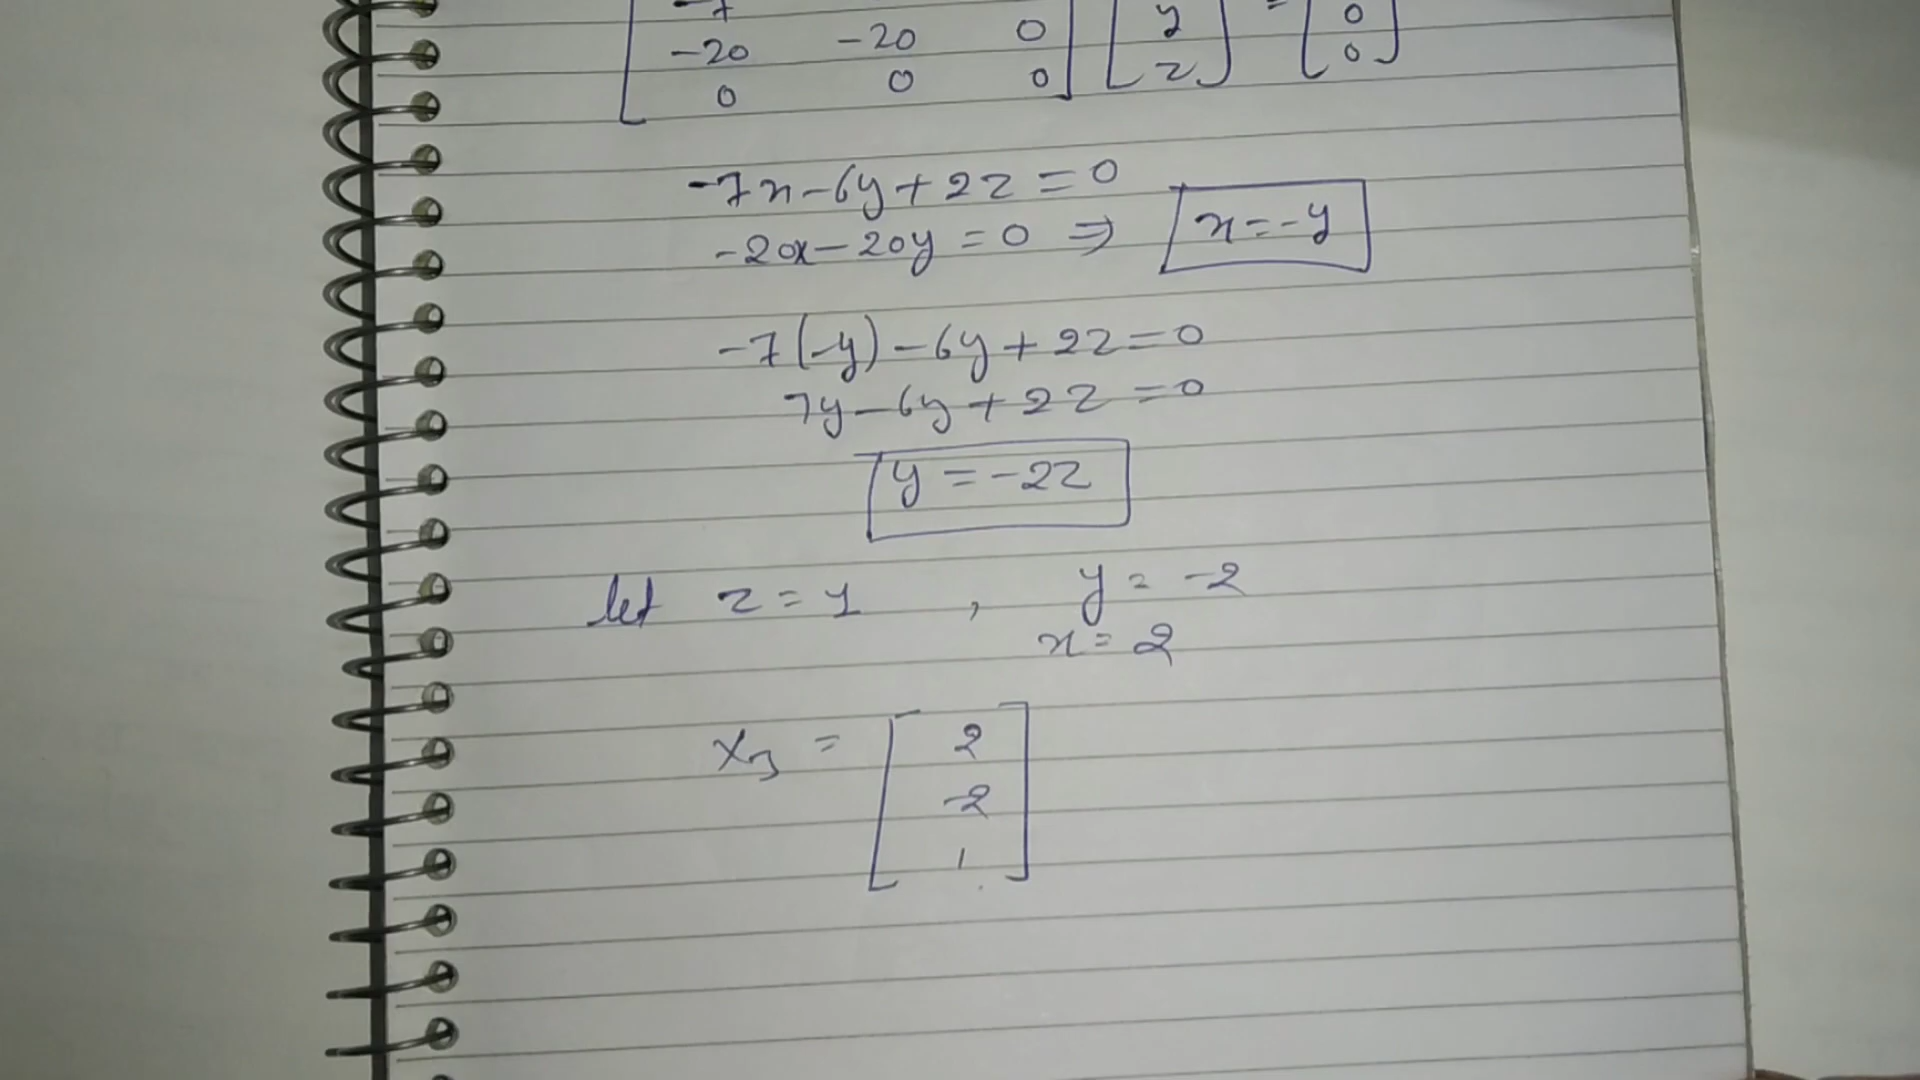 -7 y = 0
-20 -20 0 z 0
0 0 0
-7x-6y+2z=0
-20x-20y=0 ⇒ x=-y
-7(-y)-6y+2z=0
7y-6y+2z=0
y=-2z
let z=1 , y=-2
x=2
X3 = 2
-2
1